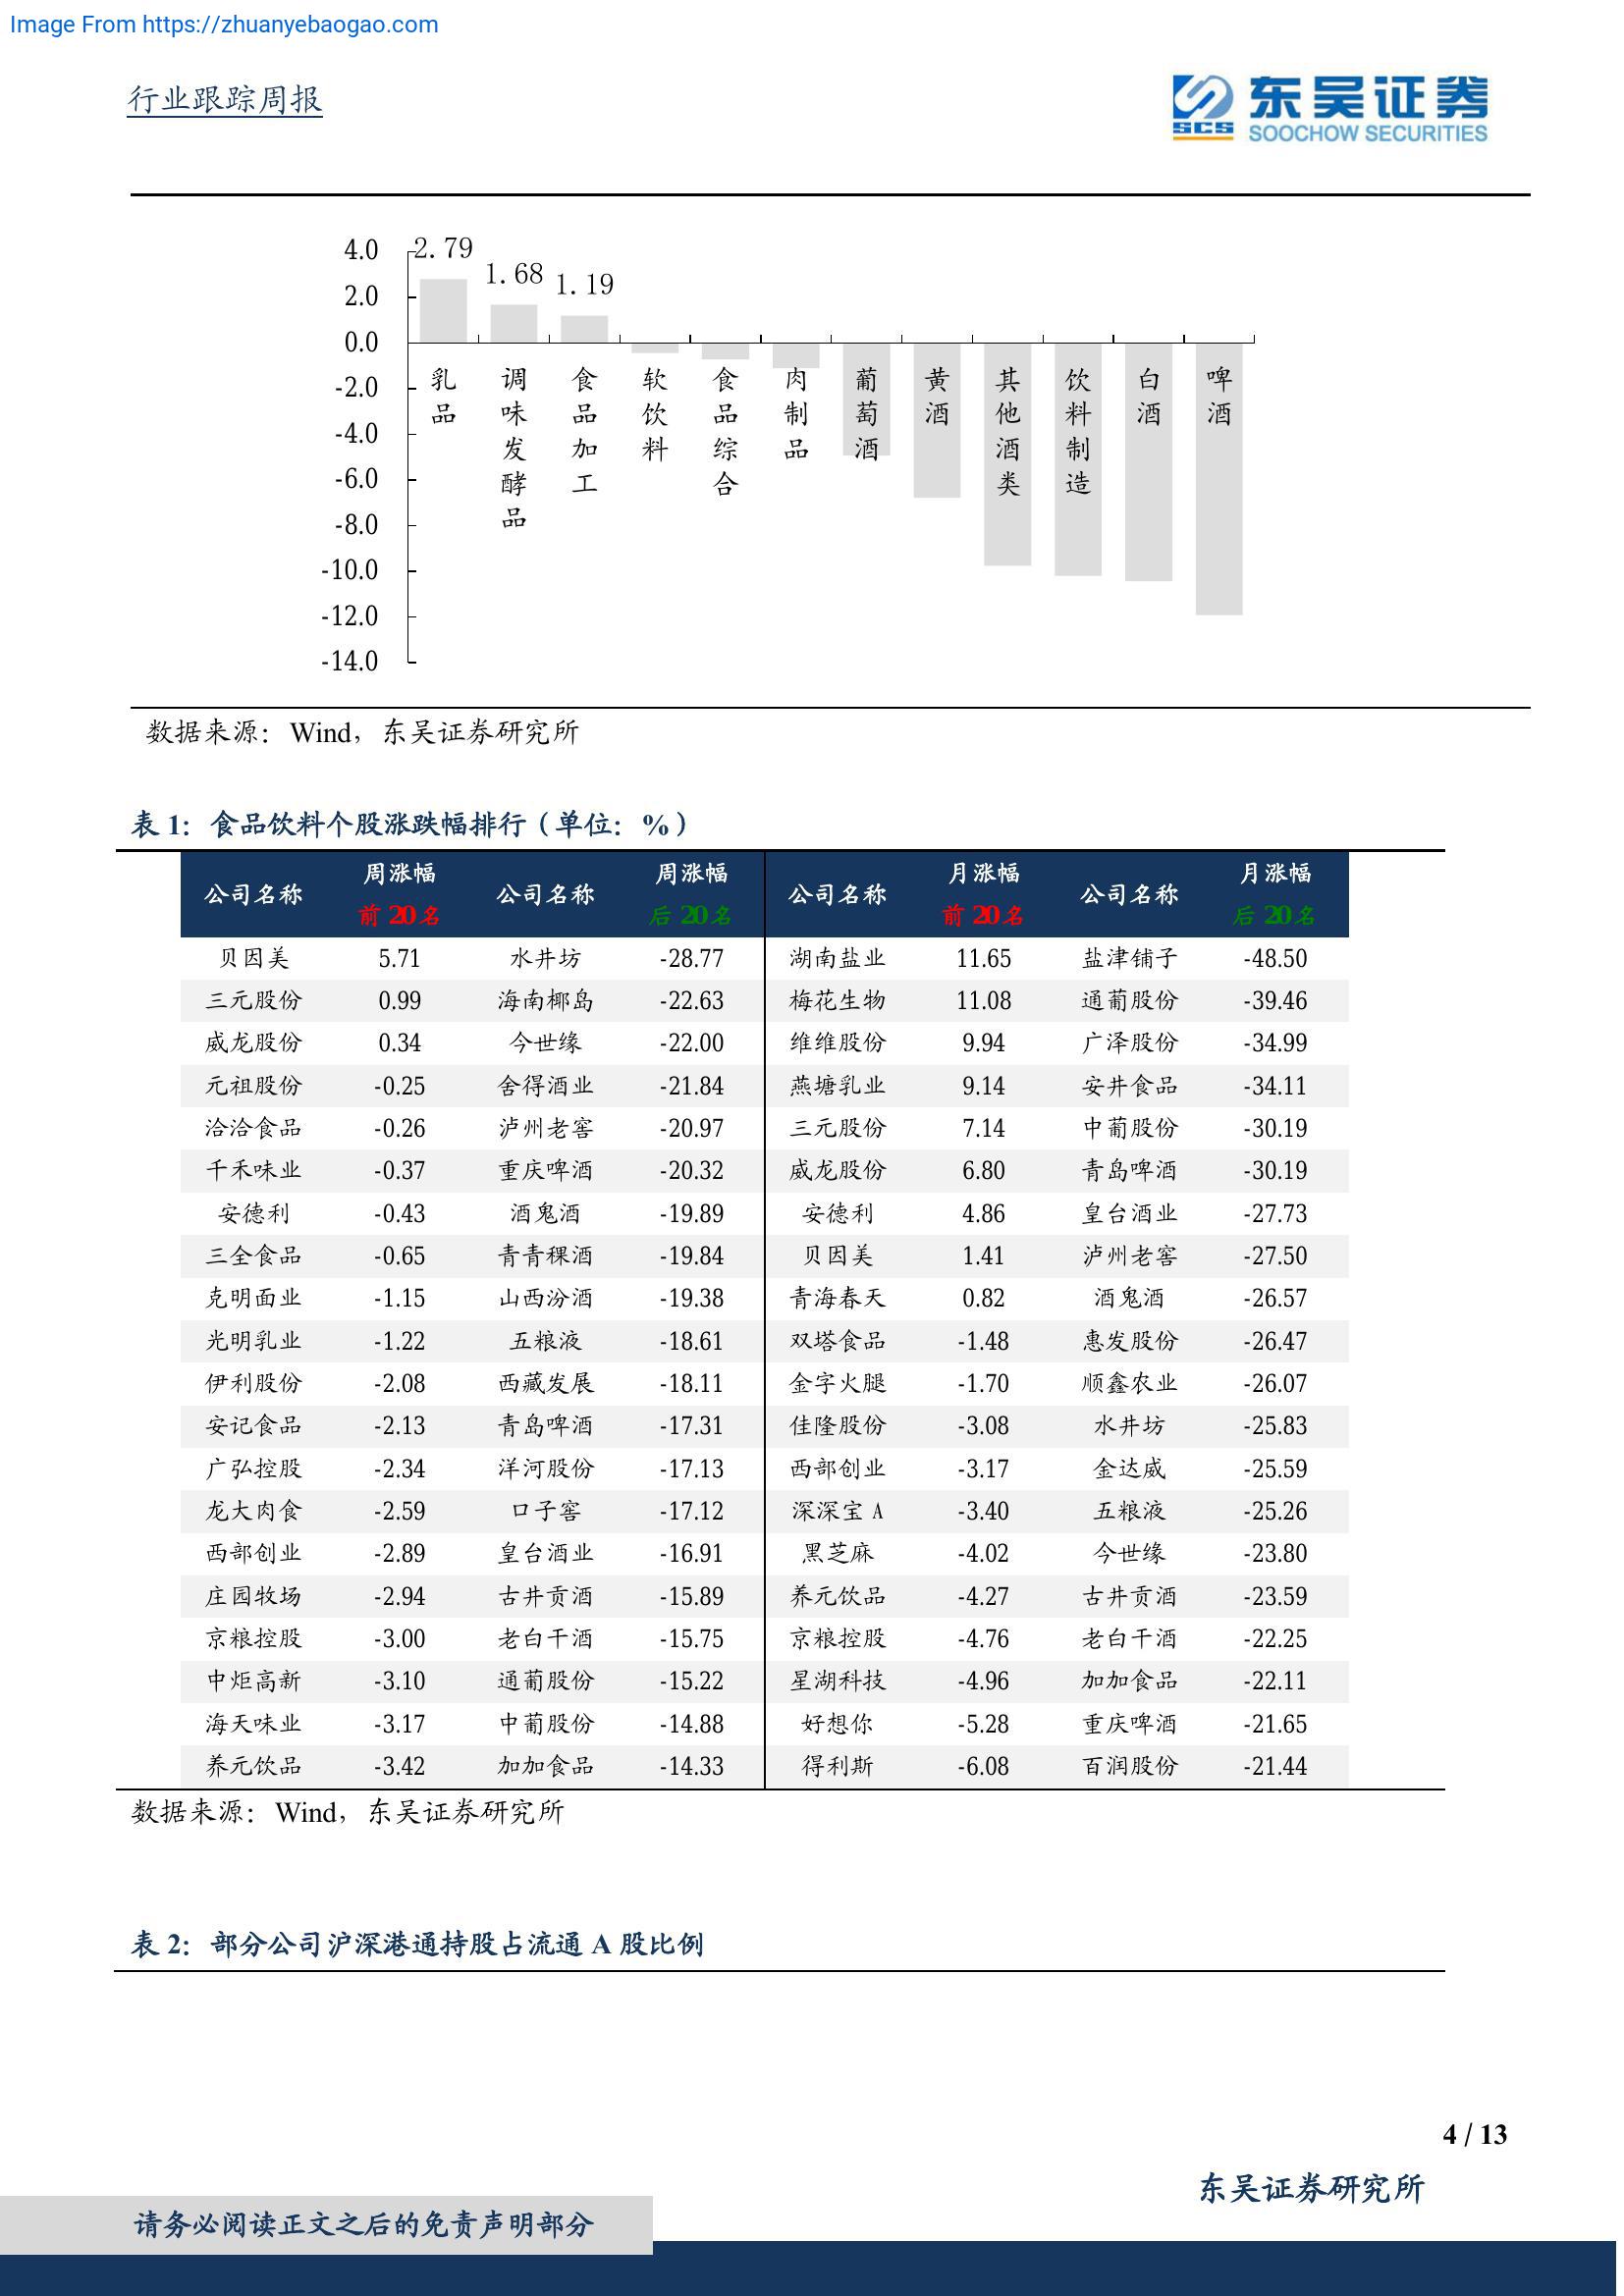 Image From https://zhuanyebaogao.com
行业跟踪周报
东吴证券
SCS
SOOCHOW SECURITIES
4.0
2.0
0.0
-2.0
-4.0
-6.0
-8.0
-10.0
-12.0
-14.0
2.79
1.68
1.19
乳品
调味发酵品
食品加工
软饮料
食品综合
肉制品
葡萄酒
黄酒
其他酒类
饮料制造
白酒
啤酒
数据来源：Wind，东吴证券研究所
表 1：食品饮料个股涨跌幅排行（单位：%）
公司名称 周涨幅前 20名 公司名称 周涨幅后 20名 公司名称 月涨幅前 20名 公司名称 月涨幅后 20名
贝因美 5.71 水井坊 -28.77 湖南盐业 11.65 盐津铺子 -48.50
三元股份 0.99 海南椰岛 -22.63 梅花生物 11.08 通葡股份 -39.46
威龙股份 0.34 今世缘 -22.00 维维股份 9.94 广泽股份 -34.99
元祖股份 -0.25 舍得酒业 -21.84 燕塘乳业 9.14 安井食品 -34.11
洽洽食品 -0.26 泸州老窖 -20.97 三元股份 7.14 中葡股份 -30.19
千禾味业 -0.37 重庆啤酒 -20.32 威龙股份 6.80 青岛啤酒 -30.19
安德利 -0.43 酒鬼酒 -19.89 安德利 4.86 皇台酒业 -27.73
三全食品 -0.65 青青稞酒 -19.84 贝因美 1.41 泸州老窖 -27.50
克明面业 -1.15 山西汾酒 -19.38 青海春天 0.82 酒鬼酒 -26.57
光明乳业 -1.22 五粮液 -18.61 双塔食品 -1.48 惠发股份 -26.47
伊利股份 -2.08 西藏发展 -18.11 金字火腿 -1.70 顺鑫农业 -26.07
安记食品 -2.13 青岛啤酒 -17.31 佳隆股份 -3.08 水井坊 -25.83
广弘控股 -2.34 洋河股份 -17.13 西部创业 -3.17 金达威 -25.59
龙大肉食 -2.59 口子窖 -17.12 深深宝 A -3.40 五粮液 -25.26
西部创业 -2.89 皇台酒业 -16.91 黑芝麻 -4.02 今世缘 -23.80
庄园牧场 -2.94 古井贡酒 -15.89 养元饮品 -4.27 古井贡酒 -23.59
京粮控股 -3.00 老白干酒 -15.75 京粮控股 -4.76 老白干酒 -22.25
中炬高新 -3.10 通葡股份 -15.22 星湖科技 -4.96 加加食品 -22.11
海天味业 -3.17 中葡股份 -14.88 好想你 -5.28 重庆啤酒 -21.65
养元饮品 -3.42 加加食品 -14.33 得利斯 -6.08 百润股份 -21.44
数据来源：Wind，东吴证券研究所
表 2：部分公司沪深港通持股占流通 A 股比例
4 / 13
东吴证券研究所
请务必阅读正文之后的免责声明部分